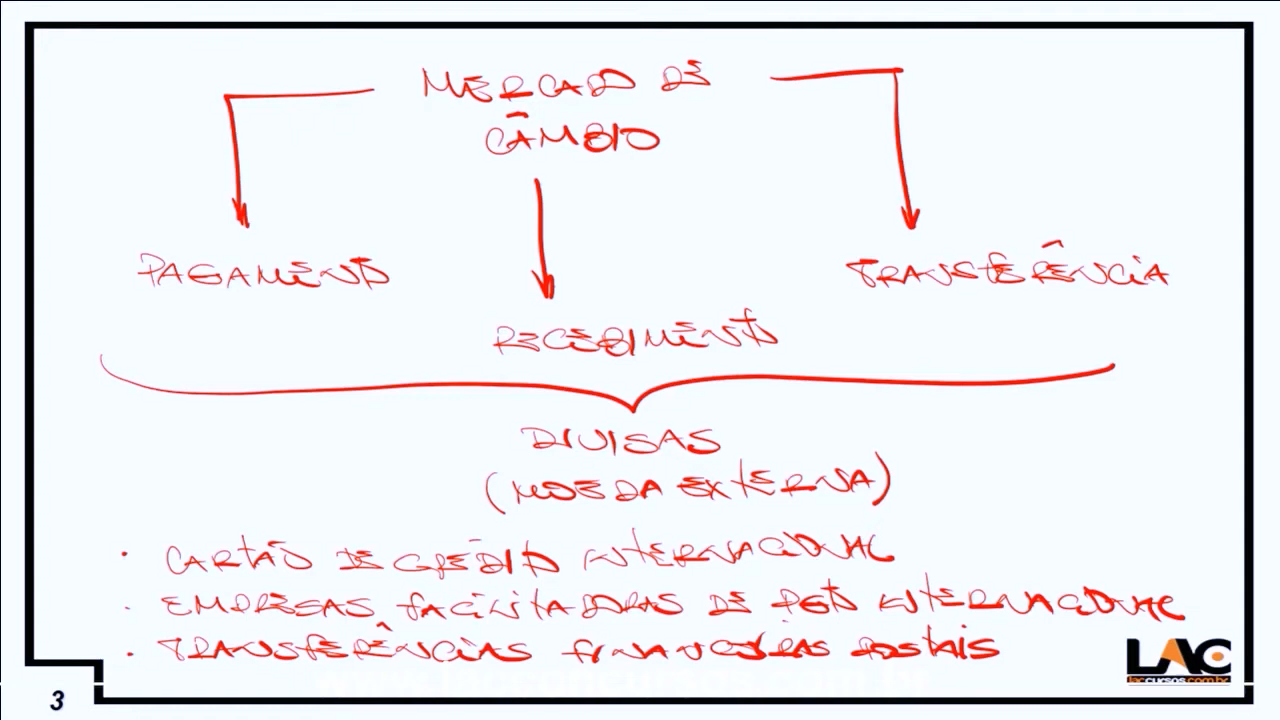 MERCADO DE
CÂMBIO
PAGAMENTO
TRANSFERÊNCIA
RECEBIMENTO
DIVISAS
(MOEDA EXTERNA)
• CARTÃO DE CRÉDITO INTERNACIONAL
• EMPRESAS FACILITADORAS DE PGTO INTERNACIONAL
• TRANSFERÊNCIAS FINANCEIRAS POSTAIS
LAC
laccursos.com.br
3